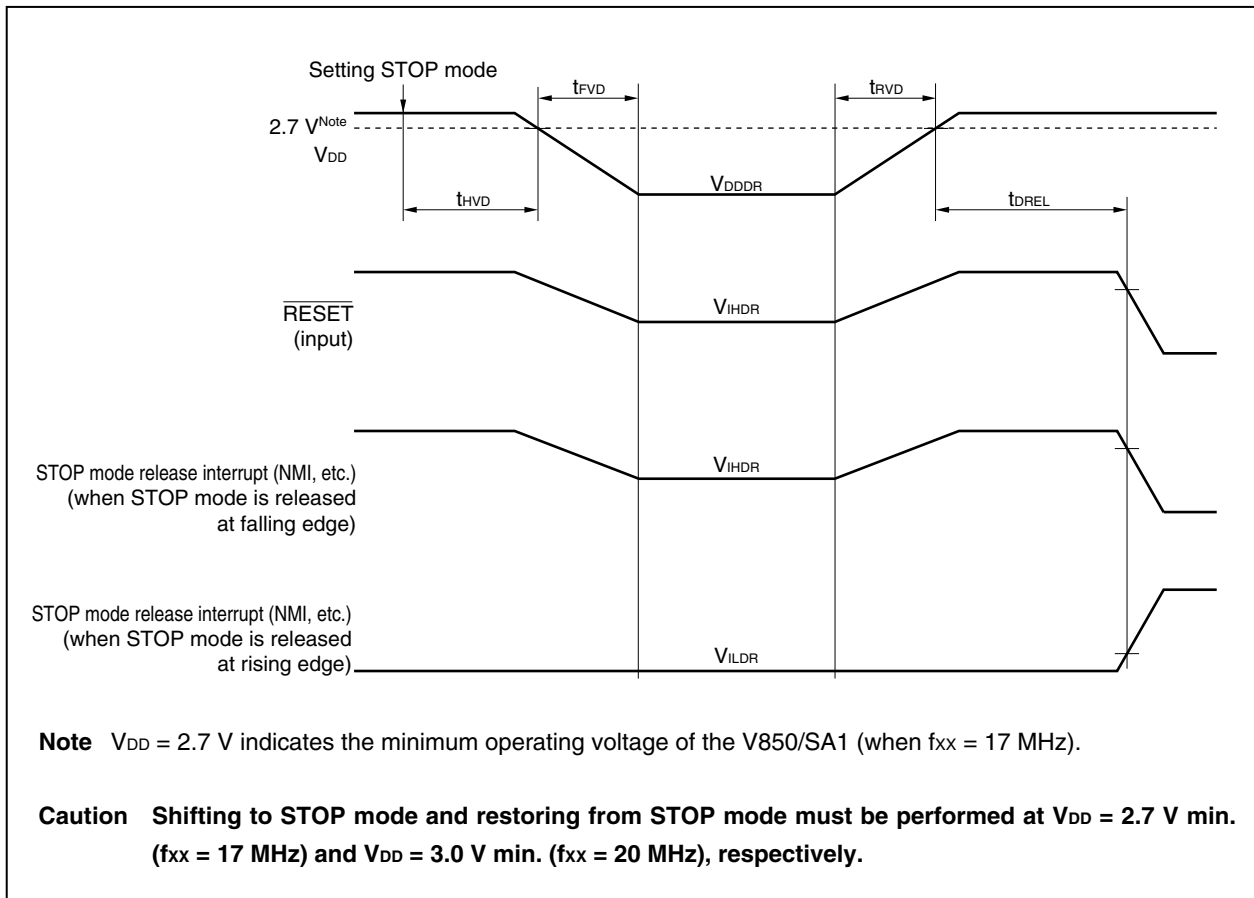 Setting STOP mode
tFVD
tRVD
2.7 V Note
VDD
VDDDR
tHVD
tDREL
RESET
(input)
VIHDR
STOP mode release interrupt (NMI, etc.)
(when STOP mode is released
at falling edge)
VIHDR
STOP mode release interrupt (NMI, etc.)
(when STOP mode is released
at rising edge)
VILDR
Note VDD = 2.7 V indicates the minimum operating voltage of the V850/SA1 (when fXX = 17 MHz).
Caution Shifting to STOP mode and restoring from STOP mode must be performed at VDD = 2.7 V min.
(fXX = 17 MHz) and VDD = 3.0 V min. (fXX = 20 MHz), respectively.